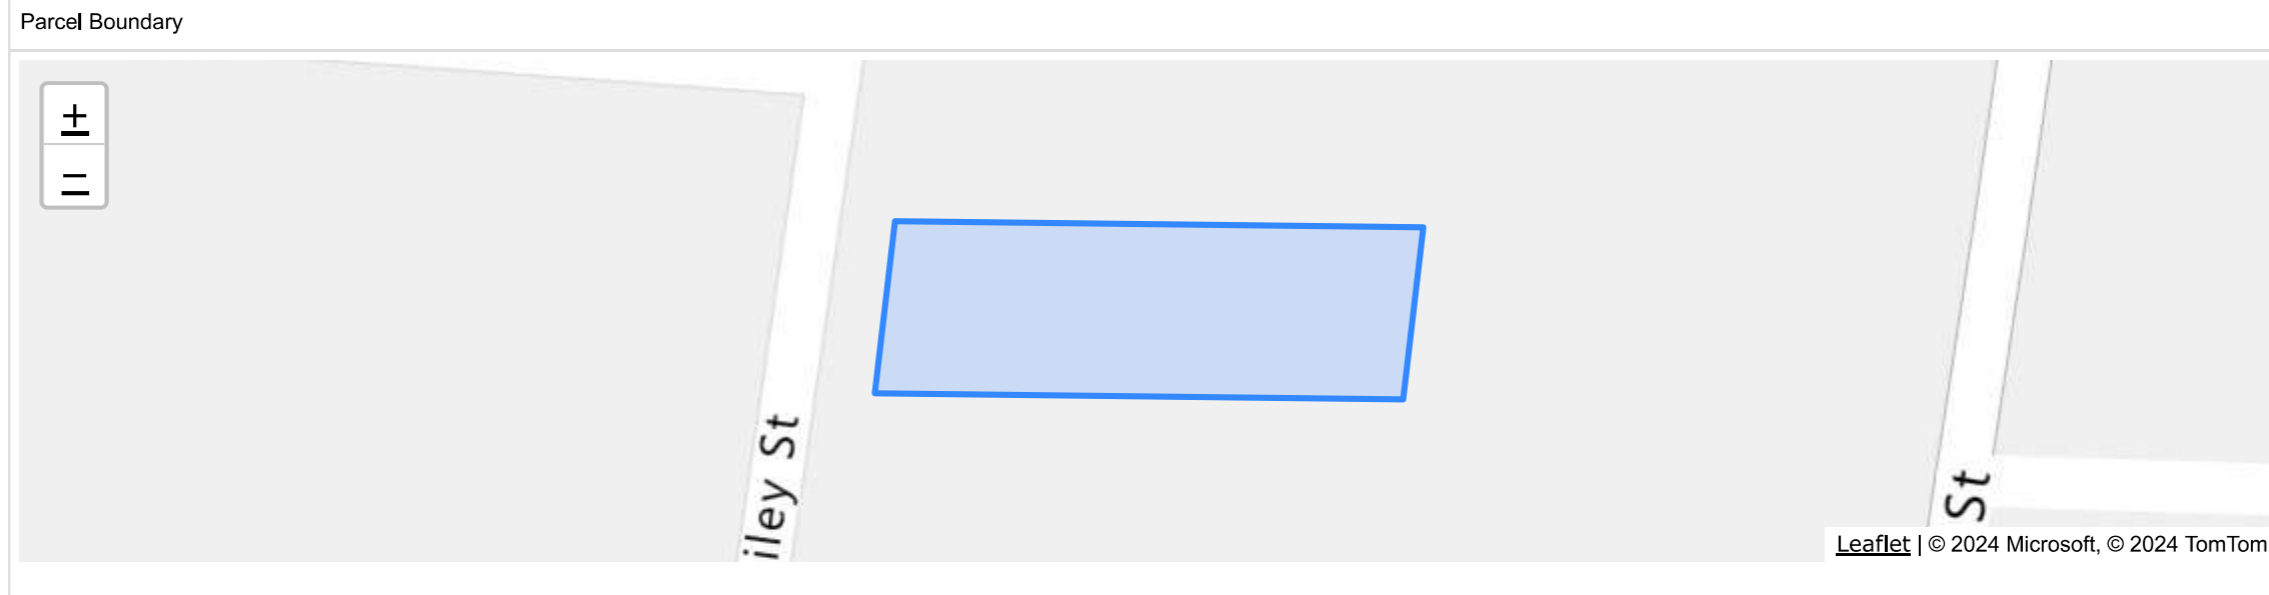 Parcel Boundary
+
−
iley St
St
Leaflet | © 2024 Microsoft, © 2024 TomTom